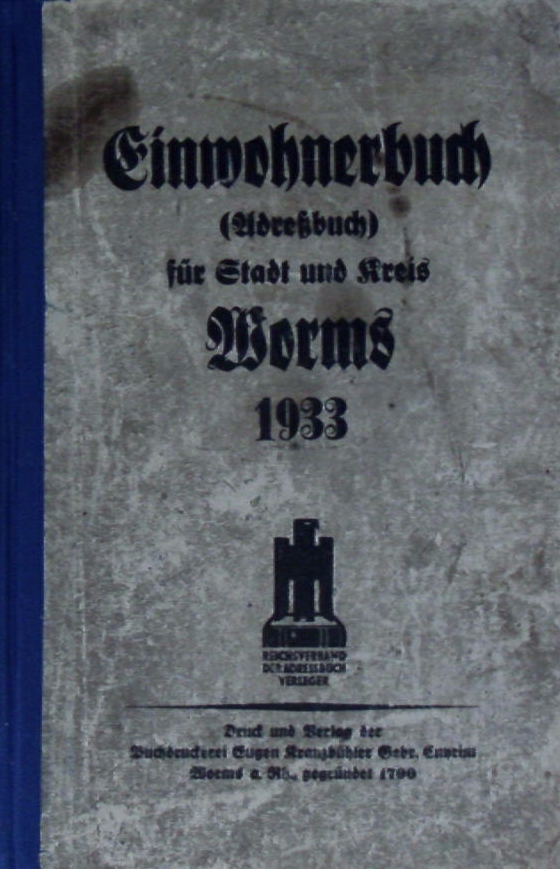 Einwohnerbuch
(Adreßbuch)
für Stadt und Kreis
Worms
1933
REICHSVERBAND
DER ADRESSBUCH
VERLEGER
Druck und Verlag der
Buchdruckerei Eugen Kranzbühler Gebr. Cnyrim
Worms a. Rh., gegründet 1790